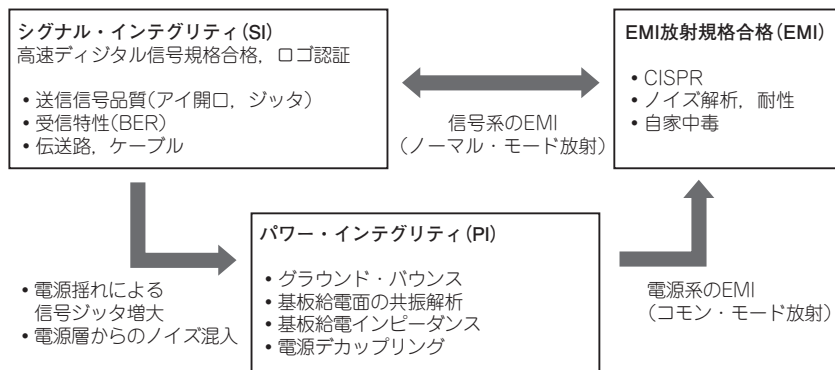 シグナル・インテグリティ(SI)
高速ディジタル信号規格合格，ロゴ認証
• 送信信号品質(アイ開口，ジッタ)
• 受信特性(BER)
• 伝送路，ケーブル
信号系のEMI
(ノーマル・モード放射)
EMI放射規格合格(EMI)
• CISPR
• ノイズ解析，耐性
• 自家中毒
• 電源揺れによる
信号ジッタ増大
• 電源層からのノイズ混入
パワー・インテグリティ(PI)
• グラウンド・バウンス
• 基板給電面の共振解析
• 基板給電インピーダンス
• 電源デカップリング
電源系のEMI
(コモン・モード放射)